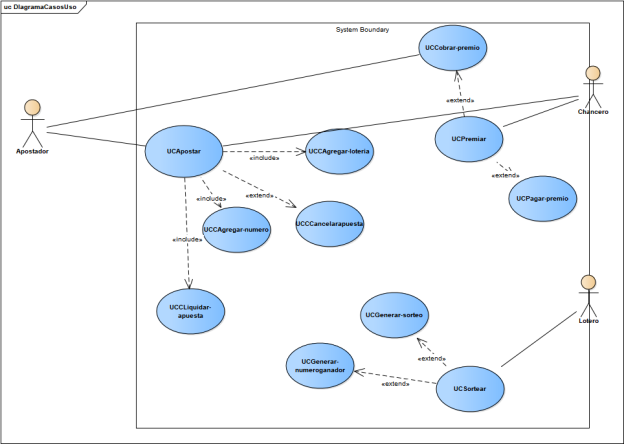 uc DiagramaCasosUso
System Boundary
UCCobrar-premio
«extend»
Chancero
Apostador
UCPremiar
UCApostar
UCCAgregar-loteria
«include»
«extend»
UCPagar-premio
«include»
«extend»
UCCAgregar-numero
UCCCancelarapuesta
«include»
UCCLiquidar-
apuesta
UCGenerar-sorteo
Lotero
«extend»
UCGenerar-
numeroganador
«extend»
UCSortear